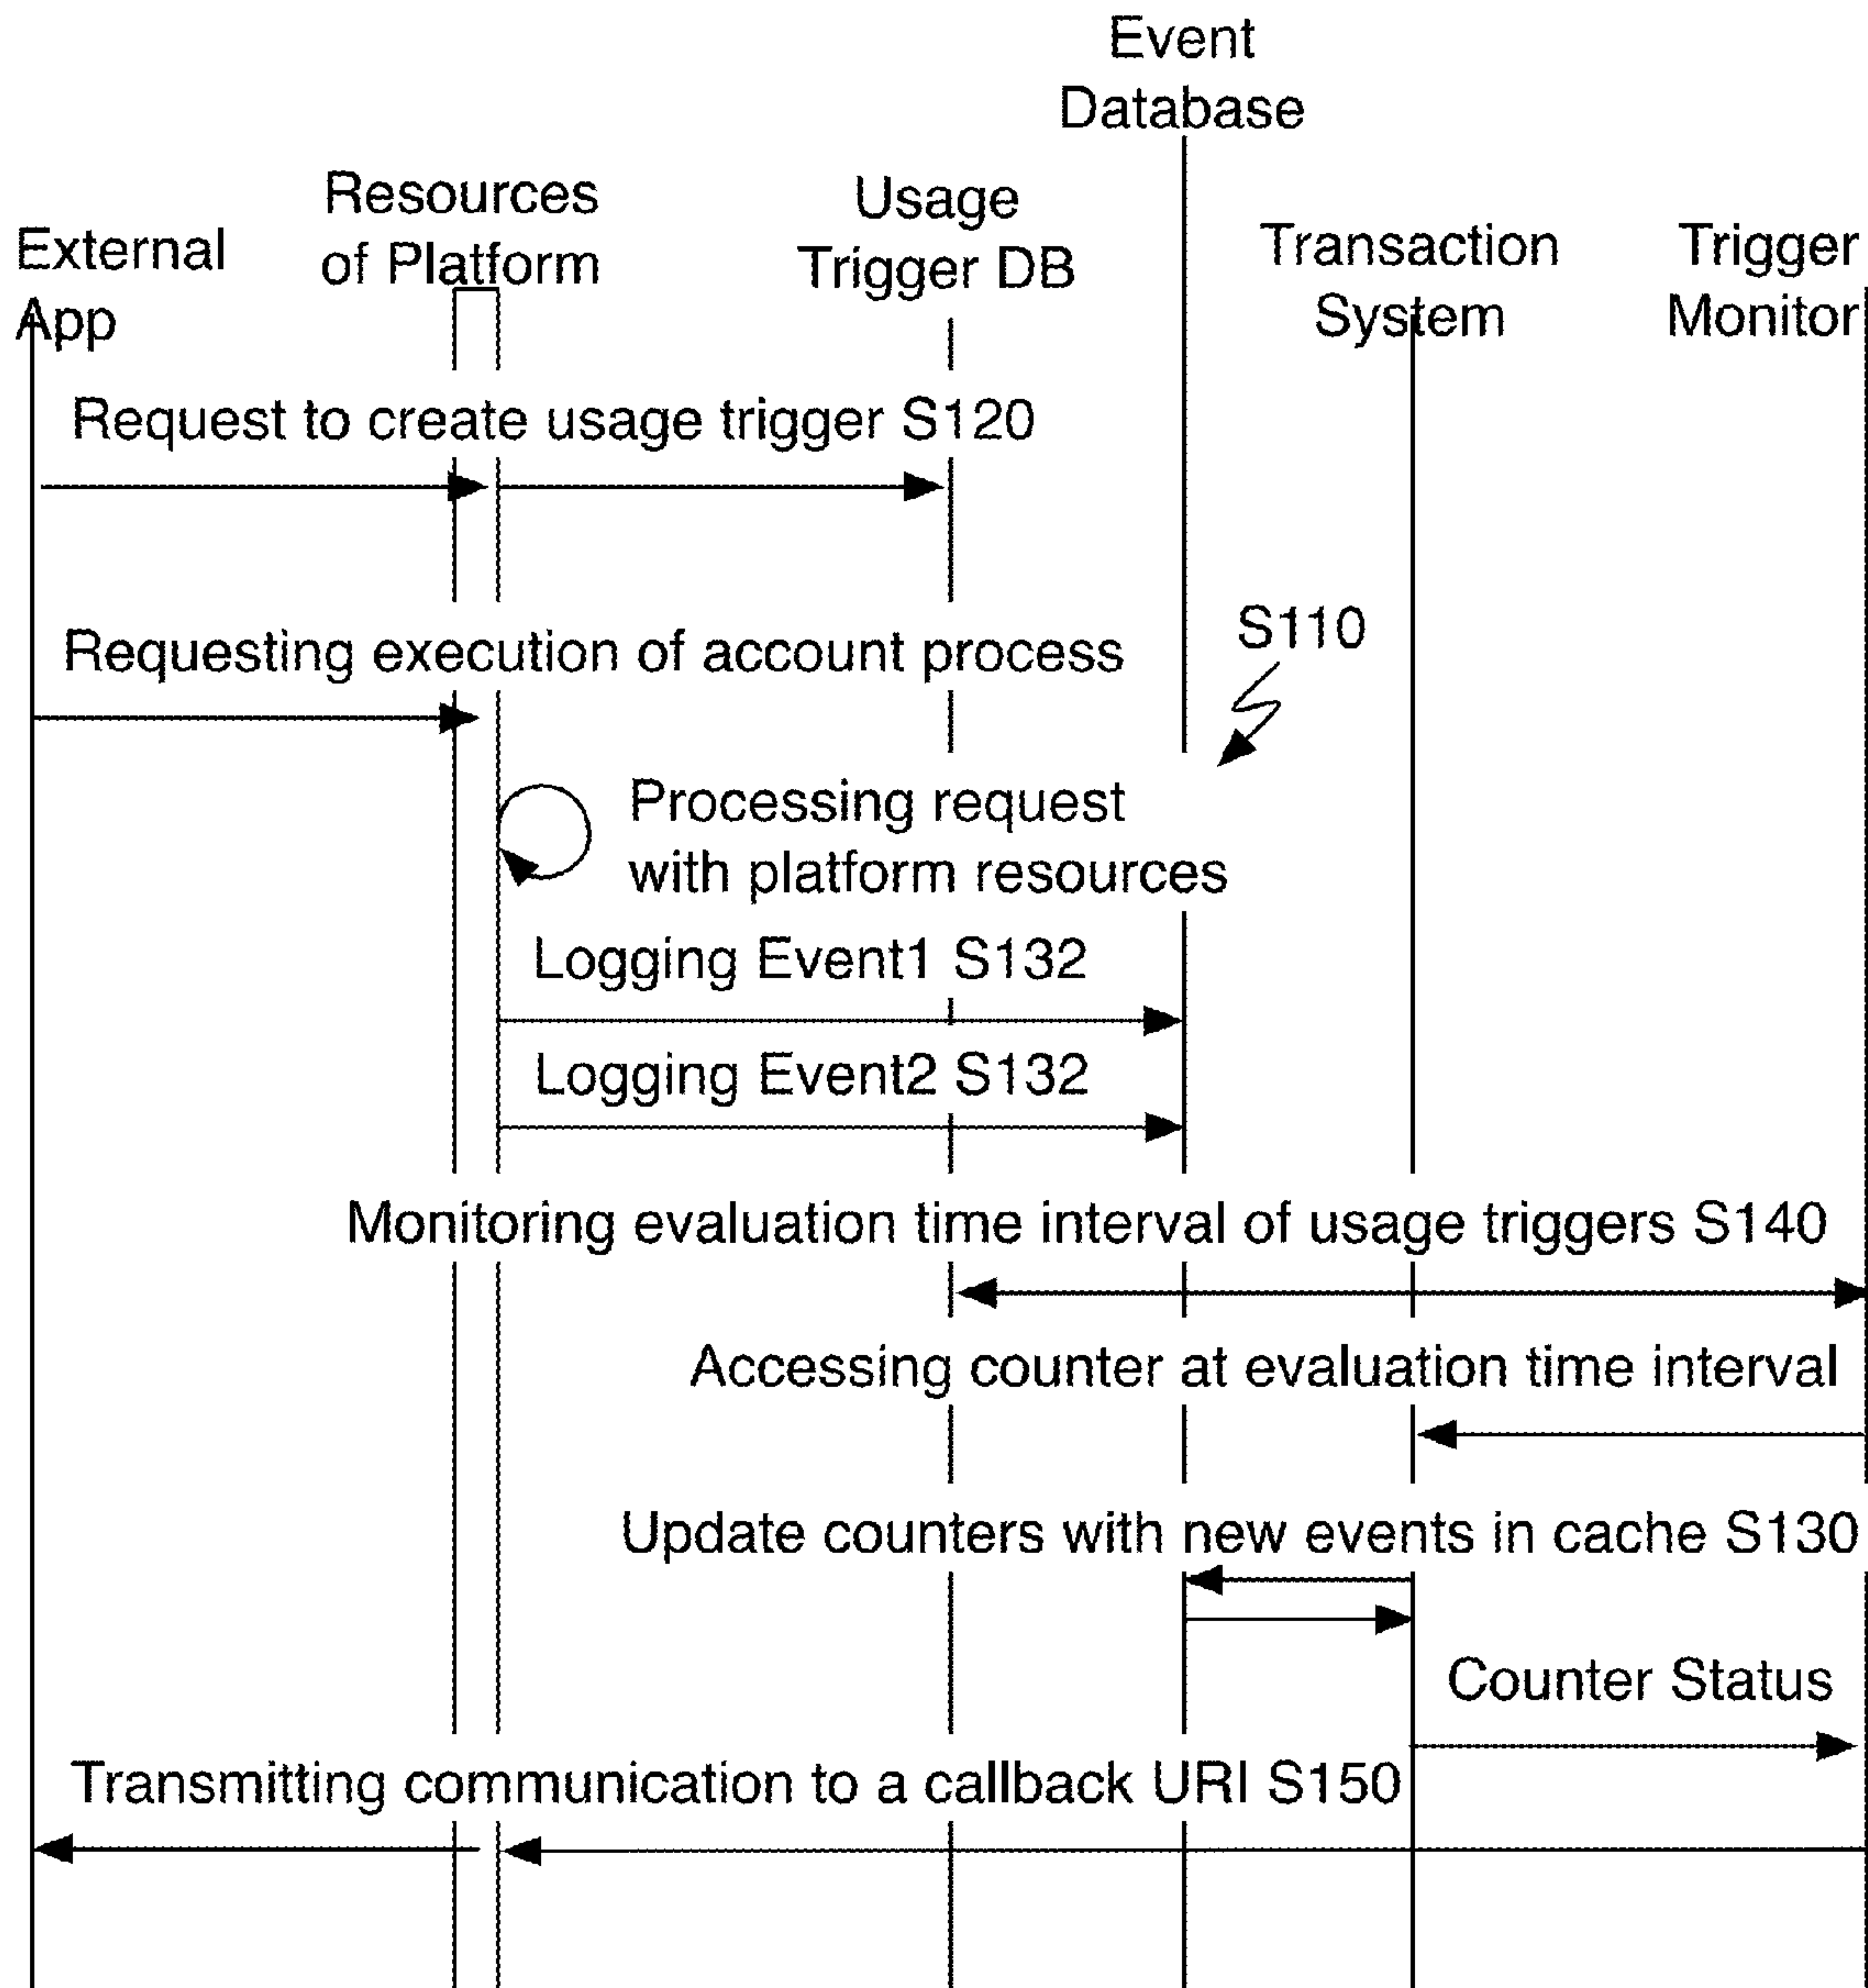 Event
Database
Resources
of Platform
Usage
Trigger DB
External
App
Transaction
System
Trigger
Monitor
Request to create usage trigger S120
Requesting execution of account process
S110
Processing request
with platform resources
Logging Event1 S132
Logging Event2 S132
Monitoring evaluation time interval of usage triggers S140
Accessing counter at evaluation time interval
Update counters with new events in cache S130
Counter Status
Transmitting communication to a callback URI S150